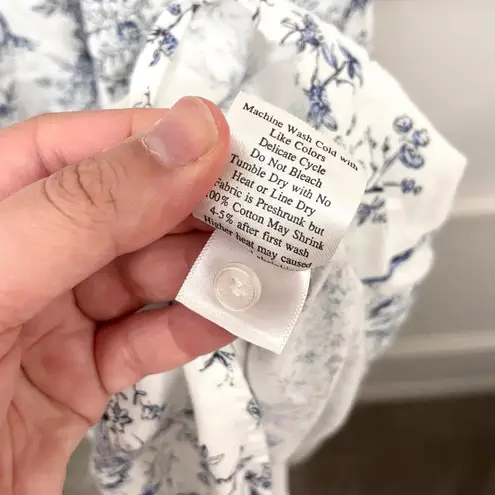 Machine Wash Cold with
Like Colors
Delicate Cycle
Do Not Bleach
Tumble Dry with No
Heat or Line Dry
Fabric is Preshrunk but
100% Cotton May Shrink
4-5% after first wash
Higher heat may caused